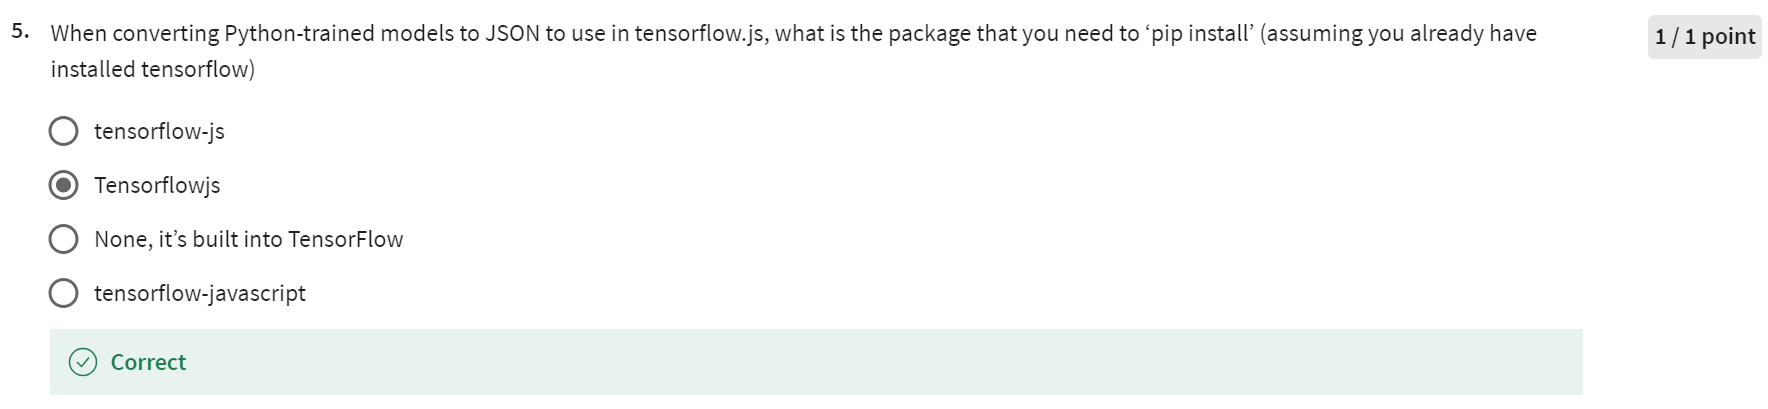 5. When converting Python-trained models to JSON to use in tensorflow.js, what is the package that you need to ‘pip install’ (assuming you already have
installed tensorflow)
1 / 1 point
tensorflow-js
Tensorflowjs
None, it’s built into TensorFlow
tensorflow-javascript
Correct